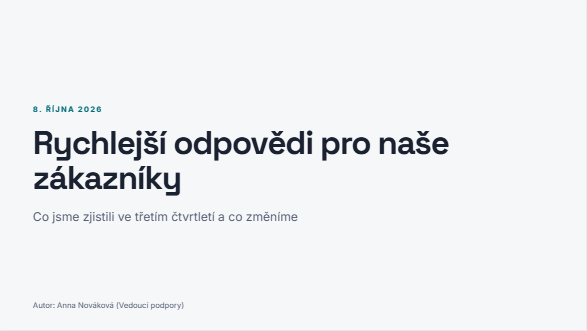 8. ŘÍJNA 2026
Rychlejší odpovědi pro naše
zákazníky
Co jsme zjistili ve třetím čtvrtletí a co změníme
Autor: Anna Nováková (Vedoucí podpory)